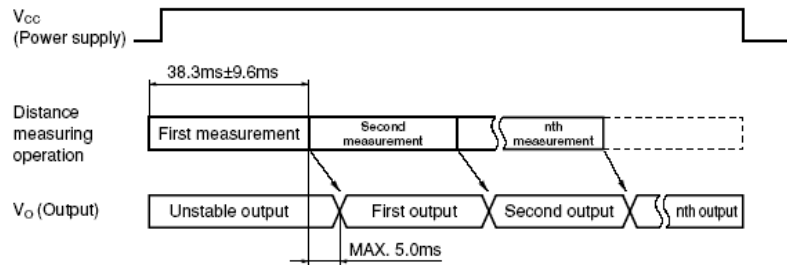 VCC
(Power supply)
38.3ms±9.6ms
Distance
measuring
operation
First measurement
Second
measurement
nth
measurement
VO (Output)
Unstable output
First output
Second output
nth output
MAX. 5.0ms